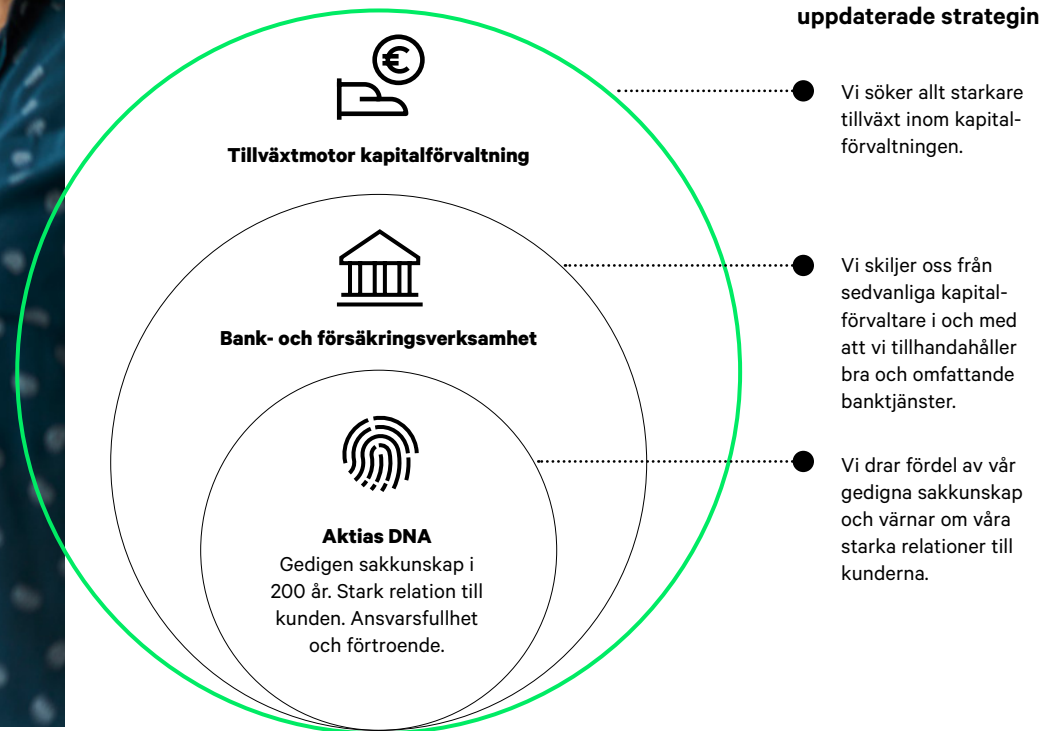 uppdaterade strategin
Tillväxtmotor kapitalförvaltning
Bank- och försäkringsverksamhet
Aktias DNA
Gedigen sakkunskap i
200 år. Stark relation till
kunden. Ansvarsfullhet
och förtroende.
Vi söker allt starkare
tillväxt inom kapital-
förvaltningen.
Vi skiljer oss från
sedvanliga kapital-
förvaltare i och med
att vi tillhandahåller
bra och omfattande
banktjänster.
Vi drar fördel av vår
gedigna sakkunskap
och värnar om våra
starka relationer till
kunderna.